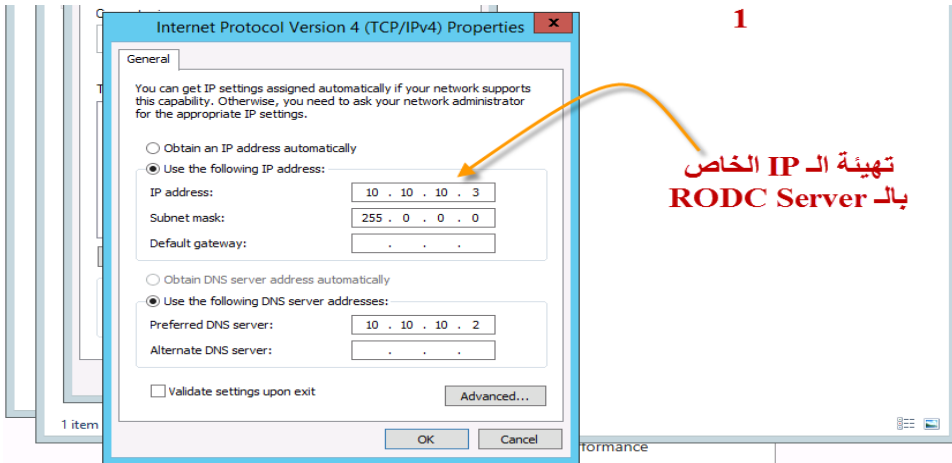 Internet Protocol Version 4 (TCP/IPv4) Properties
x
1
General
You can get IP settings assigned automatically if your network supports
this capability. Otherwise, you need to ask your network administrator
for the appropriate IP settings.
Obtain an IP address automatically
Use the following IP address:
IP address: 10 . 10 . 10 . 3
Subnet mask: 255 . 0 . 0 . 0
Default gateway: . . .
تهيئة الـ IP الخاص
بالـ RODC Server
Obtain DNS server address automatically
Use the following DNS server addresses:
Preferred DNS server: 10 . 10 . 10 . 2
Alternate DNS server: . . .
Validate settings upon exit
Advanced...
1 item
OK Cancel
formance